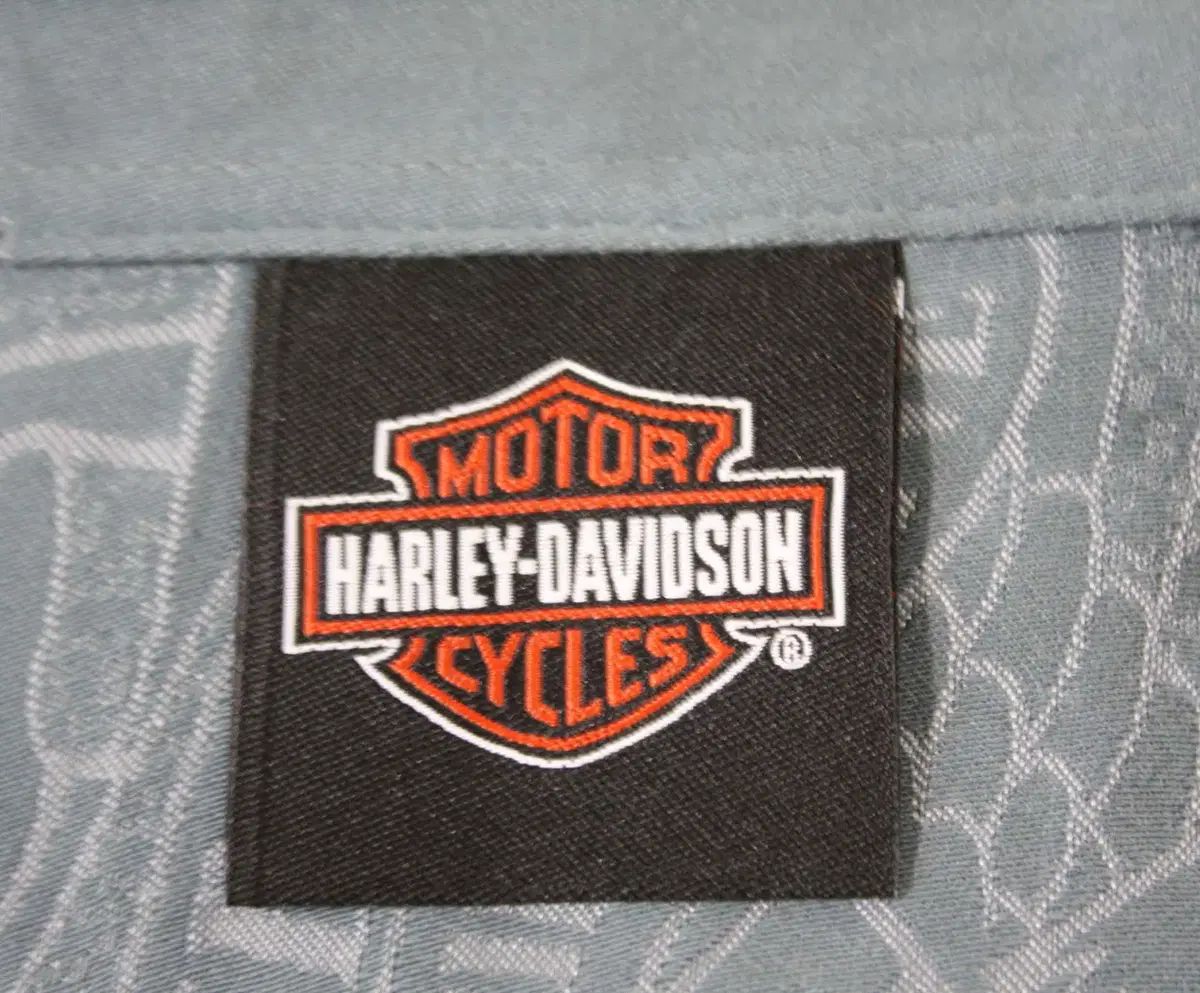 MOTOR
HARLEY-DAVIDSON
CYCLES
®